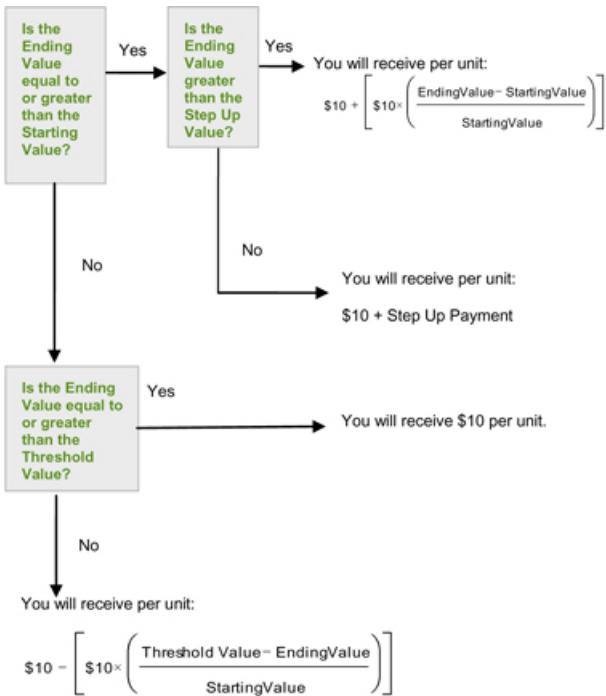 Is the
Ending
Value
equal to
or greater
than the
Starting
Value?
Yes
Is the
Ending
Value
greater
than the
Step Up
Value?
Yes
You will receive per unit:
$10 + [ $10× ( EndingValue− StartingValue
StartingValue ) ]
No
No
You will receive per unit:
$10 + Step Up Payment
Is the Ending
Value equal to
or greater
than the
Threshold
Value?
Yes
You will receive $10 per unit.
No
You will receive per unit:
$10 − [ $10× ( Threshold Value− EndingValue
StartingValue ) ]